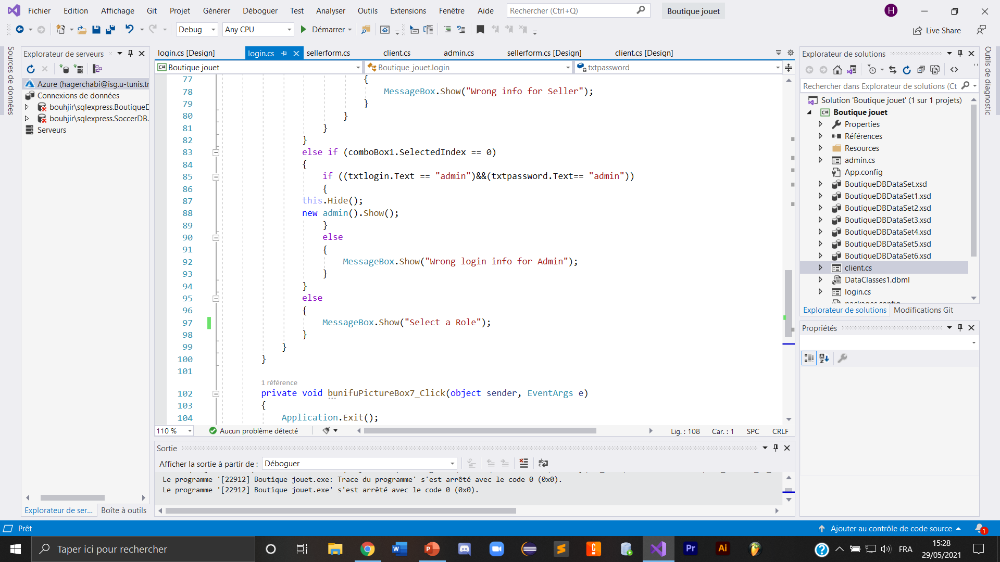 Fichier Edition Affichage Git Projet Générer Déboguer Test Analyser Outils Extensions Fenêtre Aide Rechercher (Ctrl+Q) Boutique jouet H
Debug Any CPU Démarrer Live Share
Sources de données
Explorateur de serveurs
Azure (hagerchabi@isg.u-tunis.tr
Connexions de données
bouhjir\sqlexpress.BoutiqueD
bouhjir\sqlexpress.SoccerDB.
Serveurs
Explorateur de ser... Boîte à outils
login.cs [Design] login.cs sellerform.cs client.cs admin.cs sellerform.cs [Design] client.cs [Design]
C# Boutique jouet Boutique_jouet.login txtpassword
77 {
78 MessageBox.Show("Wrong info for Seller");
79 }
80 }
81 }
82 }
83 else if (comboBox1.SelectedIndex == 0)
84 {
85 if ((txtlogin.Text == "admin")&&(txtpassword.Text== "admin"))
86 {
87 this.Hide();
88 new admin().Show();
89 }
90 else
91 {
92 MessageBox.Show("Wrong login info for Admin");
93 }
94 }
95 else
96 {
97 MessageBox.Show("Select a Role");
98 }
99 }
100 }
101
1 référence
102 private void bunifuPictureBox7_Click(object sender, EventArgs e)
103 {
104 Application.Exit();
110 % Aucun problème détecté Lig. : 108 Car. : 1 SPC CRLF
Sortie
Afficher la sortie à partir de : Déboguer
Le programme '[22912] Boutique jouet.exe: Trace du programme' s'est arrêté avec le code 0 (0x0).
Le programme '[22912] Boutique jouet.exe' s'est arrêté avec le code 0 (0x0).
Explorateur de solutions
Rechercher dans Explorateur de solutions (Ct
Solution 'Boutique jouet' (1 sur 1 projets)
C# Boutique jouet
Properties
Références
Resources
admin.cs
App.config
BoutiqueDBDataSet.xsd
BoutiqueDBDataSet1.xsd
BoutiqueDBDataSet2.xsd
BoutiqueDBDataSet3.xsd
BoutiqueDBDataSet4.xsd
BoutiqueDBDataSet5.xsd
BoutiqueDBDataSet6.xsd
client.cs
DataClasses1.dbml
login.cs
packages.config
Explorateur de solutions Modifications Git
Propriétés
Outils de diagnostic
Prêt Ajouter au contrôle de code source 1
Taper ici pour rechercher FRA 15:28
29/05/2021